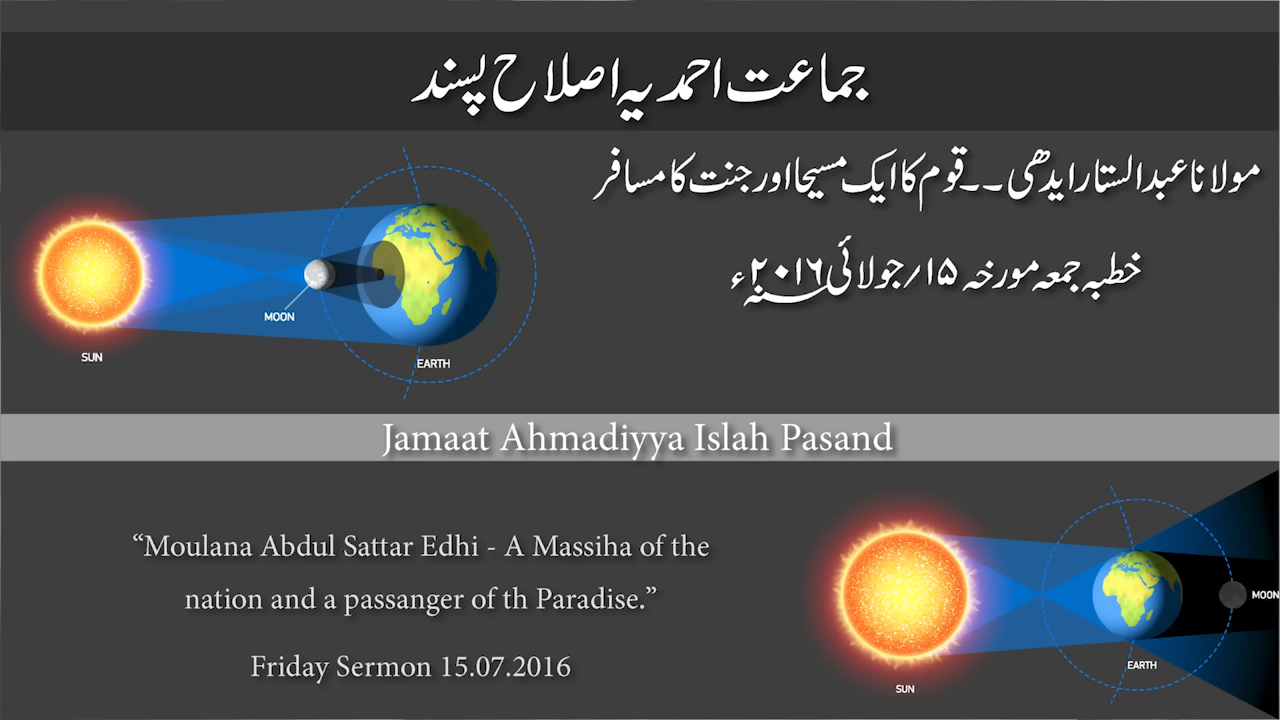 جماعت احمدیہ اصلاح پسند
مولانا عبدالستار ایدھی۔۔قوم کا ایک مسیحا اور جنت کا مسافر
خطبہ جمعہ مورخہ ۱۵؍جولائی ۲۰۱۶؁ء
MOON
SUN
EARTH
Jamaat Ahmadiyya Islah Pasand
“Moulana Abdul Sattar Edhi - A Massiha of the
nation and a passanger of th Paradise.”
Friday Sermon 15.07.2016
MOON
EARTH
SUN